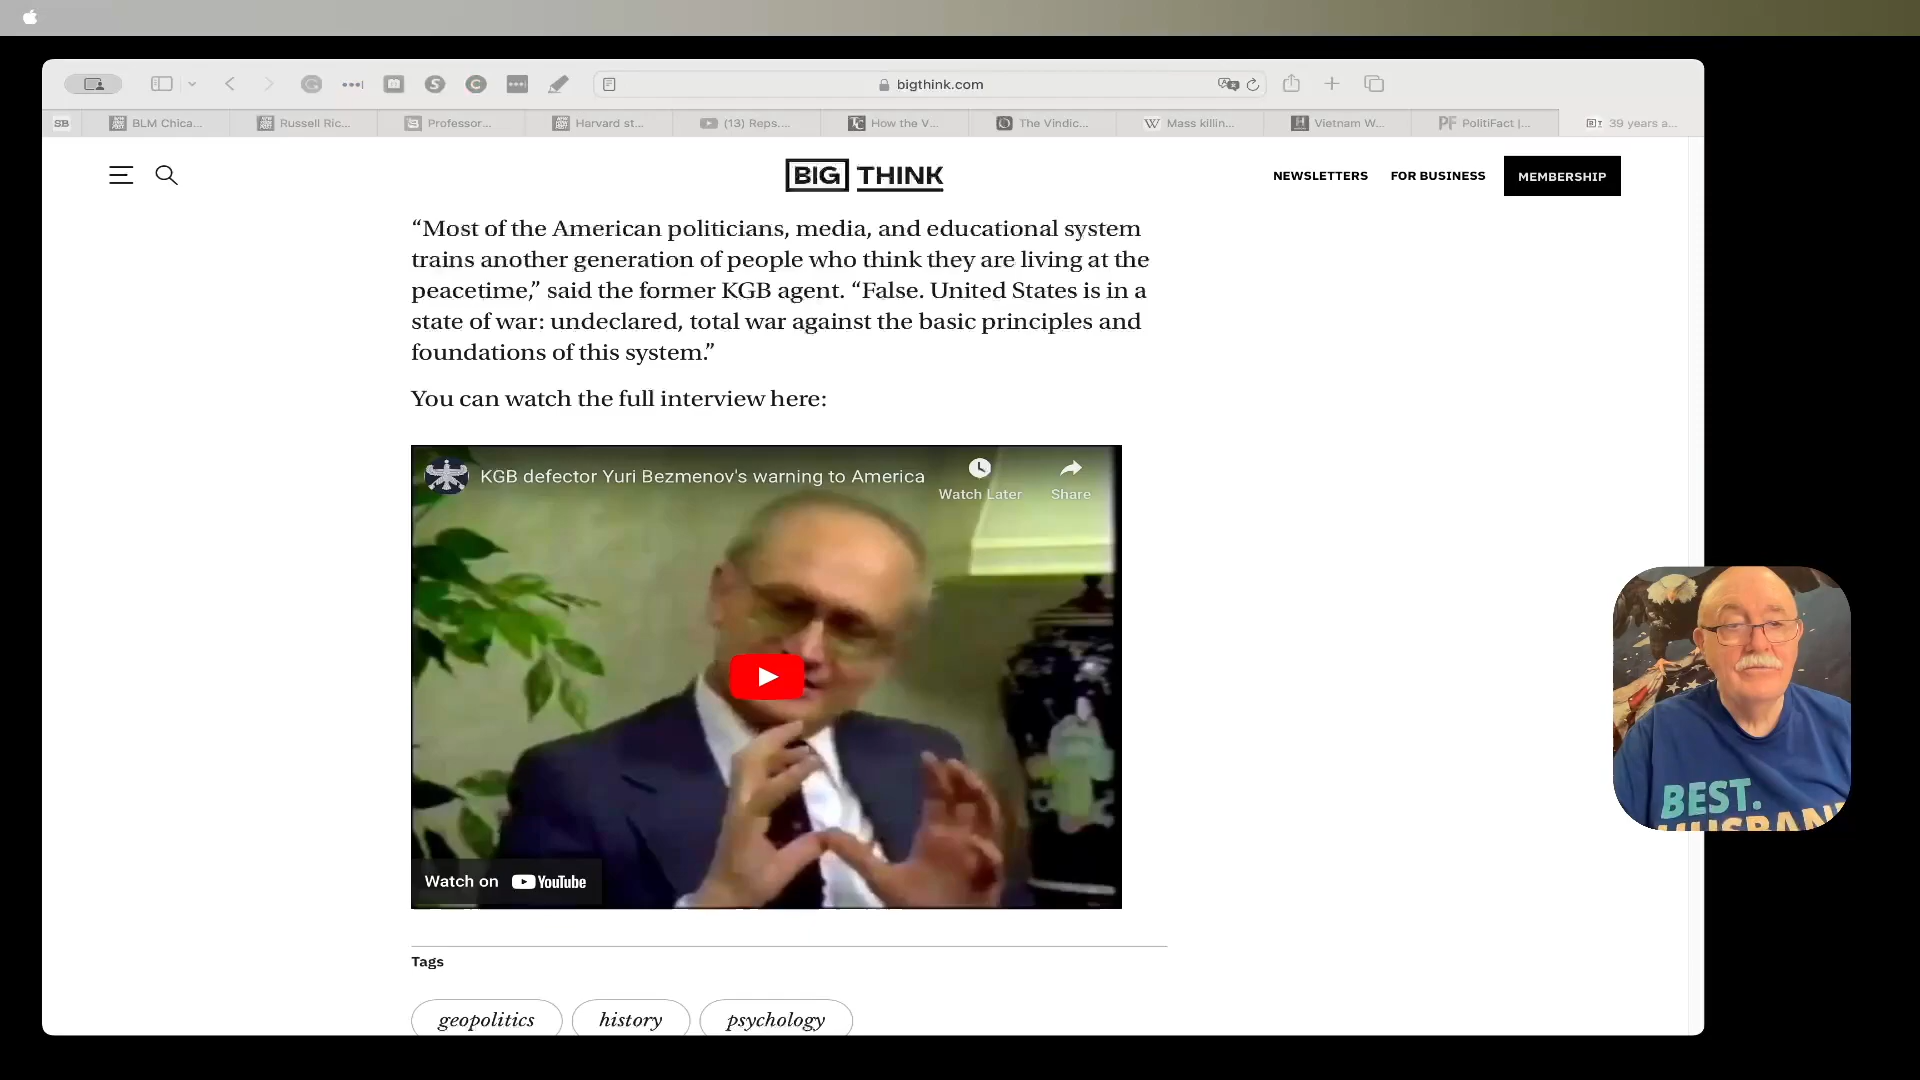 bigthink.com
SB
BLM Chica...
Russell Ric...
Professor...
Harvard st...
(13) Reps....
How the V...
The Vindic...
Mass killin...
Vietnam W...
PolitiFact |...
39 years a...
BIG THINK
NEWSLETTERS
FOR BUSINESS
MEMBERSHIP
“Most of the American politicians, media, and educational system
trains another generation of people who think they are living at the
peacetime,” said the former KGB agent. “False. United States is in a
state of war: undeclared, total war against the basic principles and
foundations of this system.”
You can watch the full interview here:
KGB defector Yuri Bezmenov's warning to America
Watch Later
Share
Watch on YouTube
BEST.
Tags
geopolitics
history
psychology